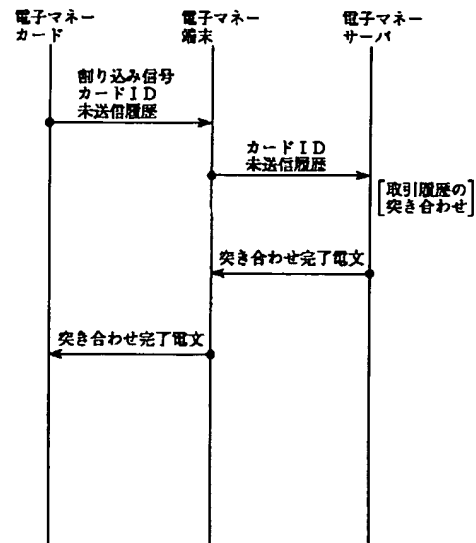 電子マネー
カード
電子マネー
端末
電子マネー
サーバ
割り込み信号
カードＩＤ
未送信履歴
カードＩＤ
未送信履歴
取引履歴の
突き合わせ
突き合わせ完了電文
突き合わせ完了電文